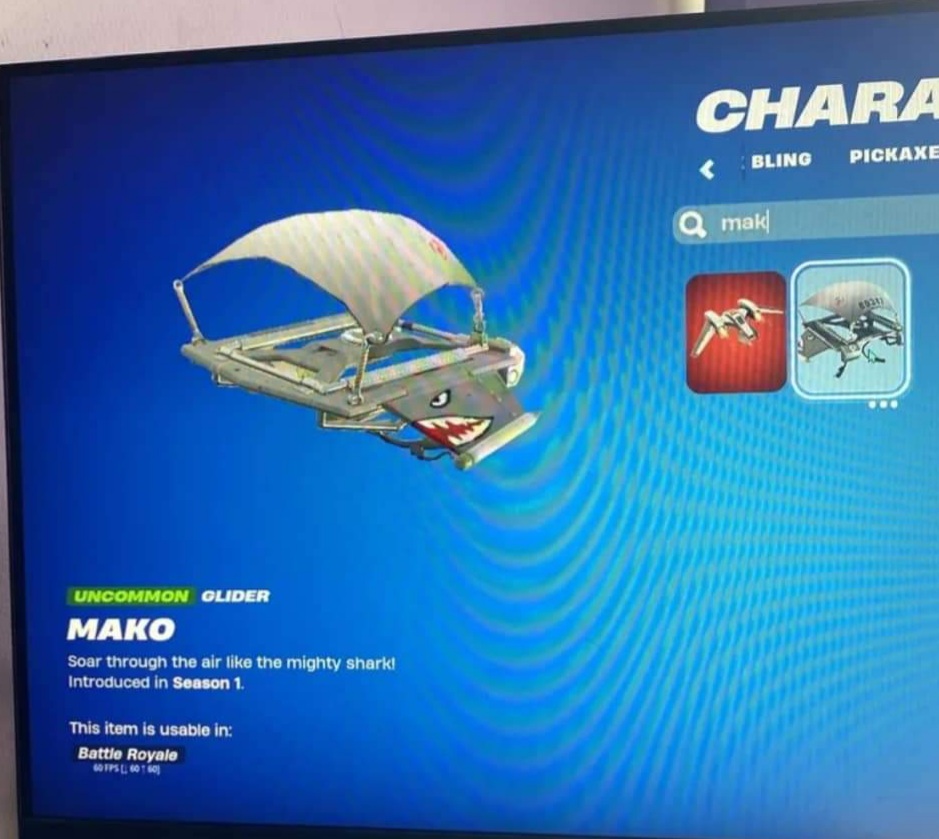 CHARA
BLING PICKAXE
mak
UNCOMMON GLIDER
MAKO
Soar through the air like the mighty shark!
Introduced in Season 1.
This item is usable in:
Battle Royale